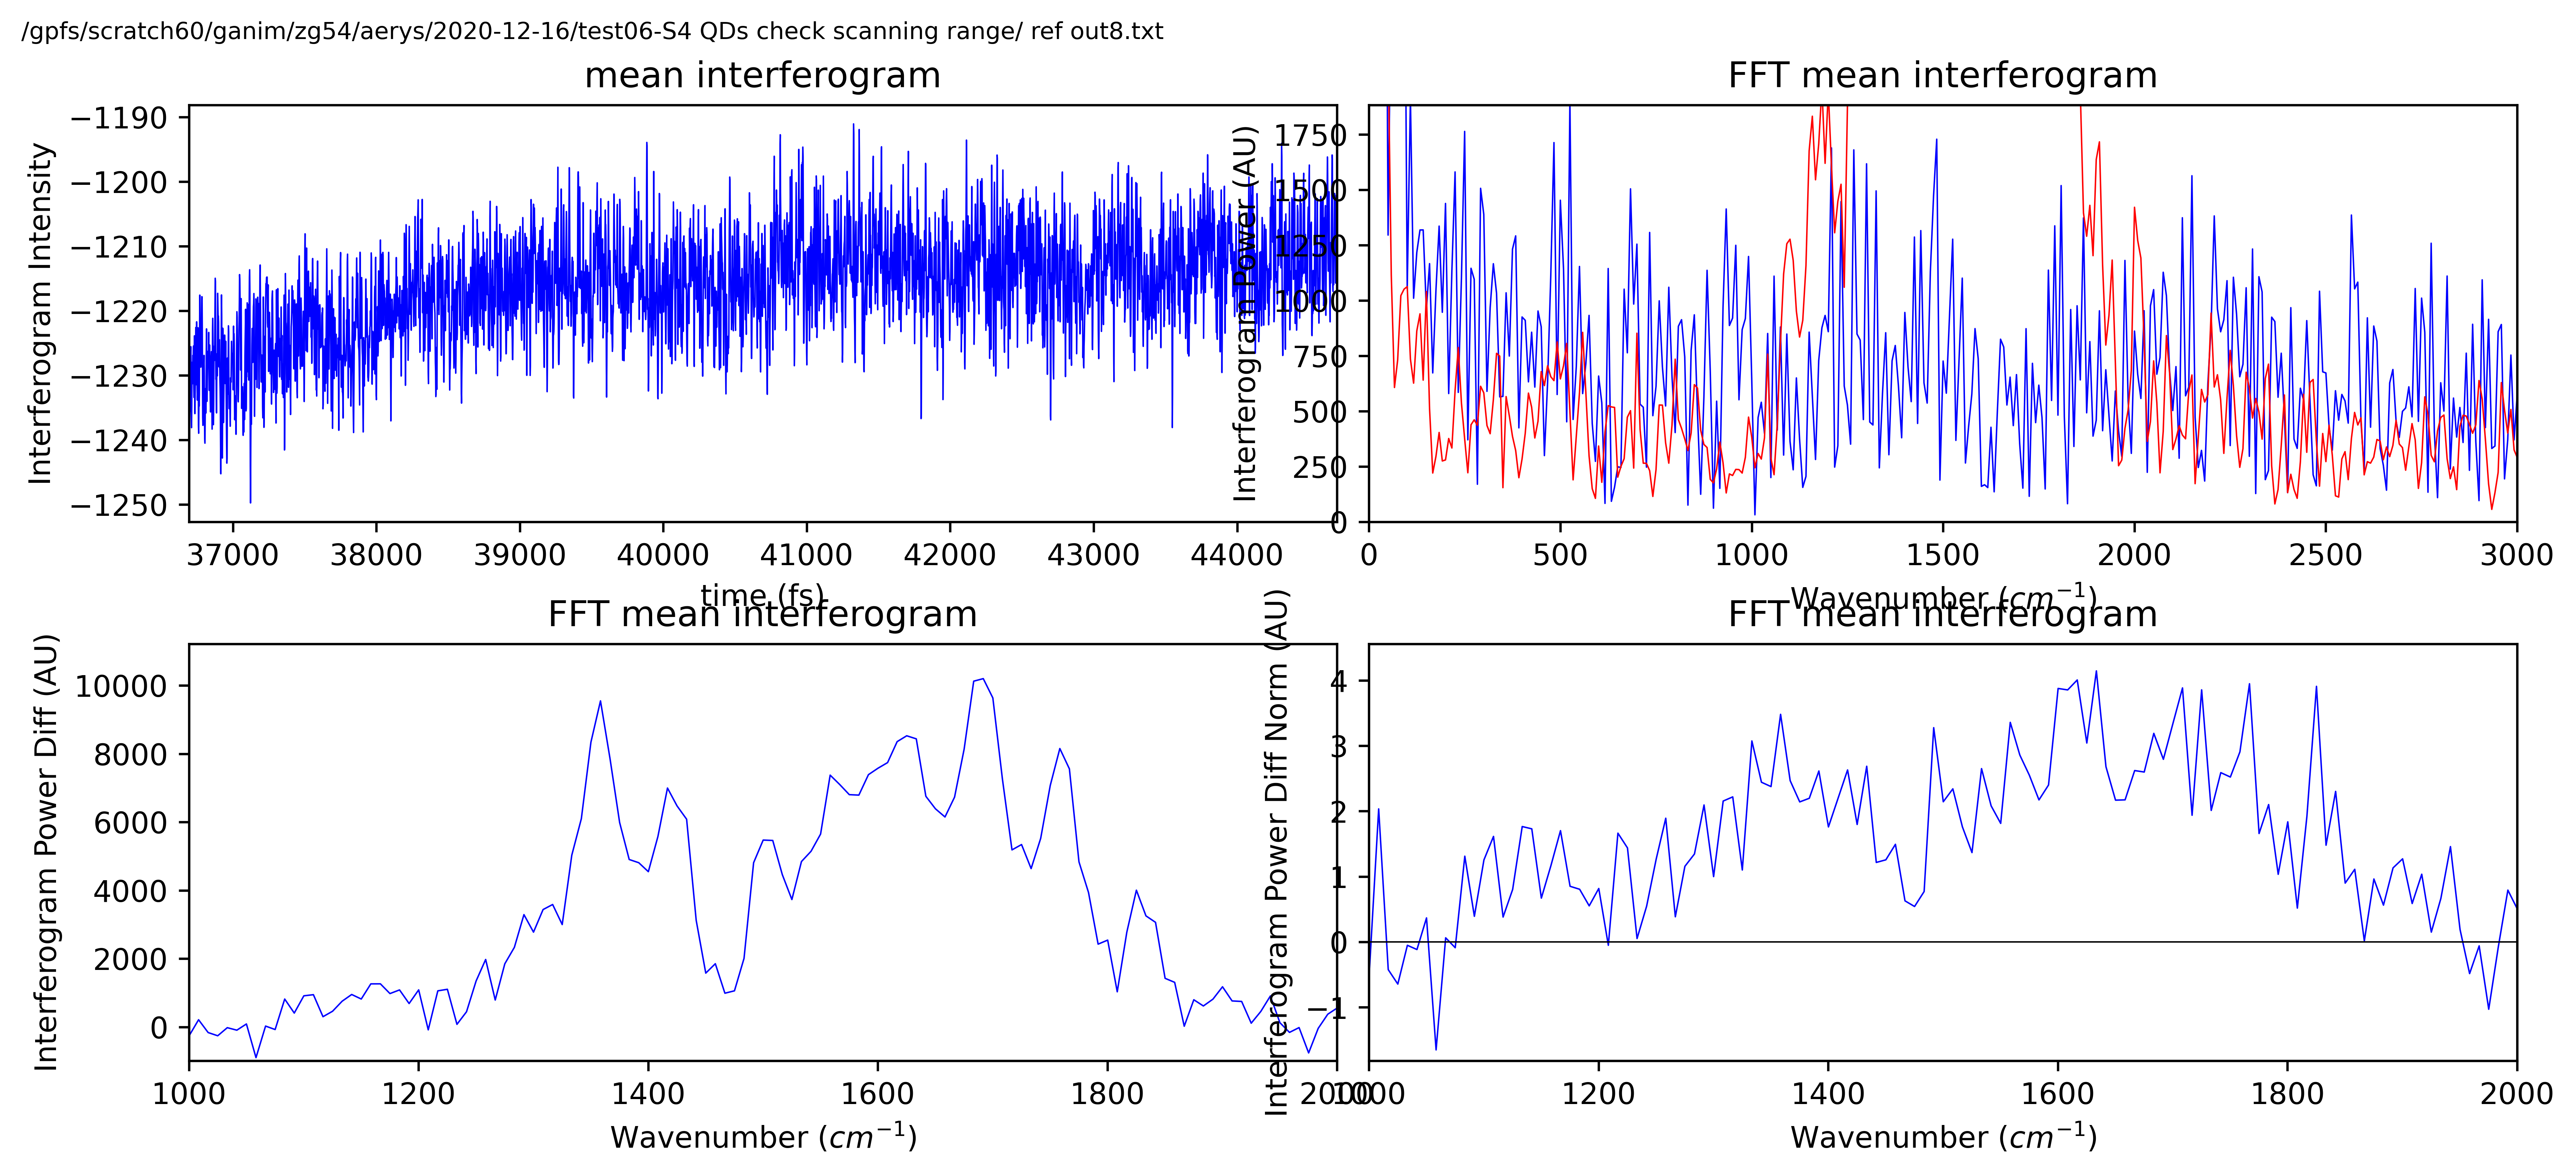 /gpfs/scratch60/ganim/zg54/aerys/2020-12-16/test06-S4 QDs check scanning range/ ref out8.txt
mean interferogram
Interferogram Intensity
−1190
−1200
−1210
−1220
−1230
−1240
−1250
37000 38000 39000 40000 41000 42000 43000 44000
time (fs)
FFT mean interferogram
Interferogram Power (AU)
1750
1500
1250
1000
750
500
250
0
0 500 1000 1500 2000 2500 3000
Wavenumber (cm⁻¹)
FFT mean interferogram
Interferogram Power Diff (AU)
10000
8000
6000
4000
2000
0
1000 1200 1400 1600 1800 2000
Wavenumber (cm⁻¹)
FFT mean interferogram
Interferogram Power Diff Norm (AU)
4
3
2
1
0
−1
1000 1200 1400 1600 1800 2000
Wavenumber (cm⁻¹)